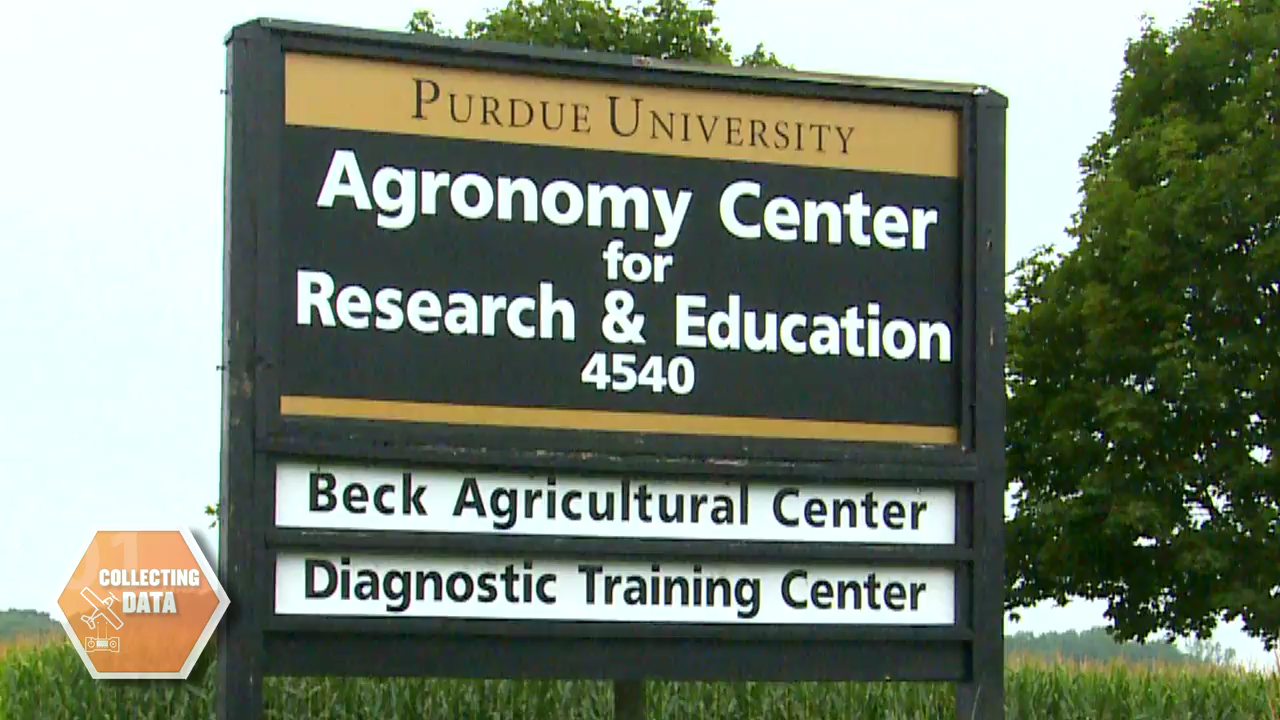 PURDUE UNIVERSITY
Agronomy Center
for
Research & Education
4540
Beck Agricultural Center
Diagnostic Training Center
COLLECTING
DATA